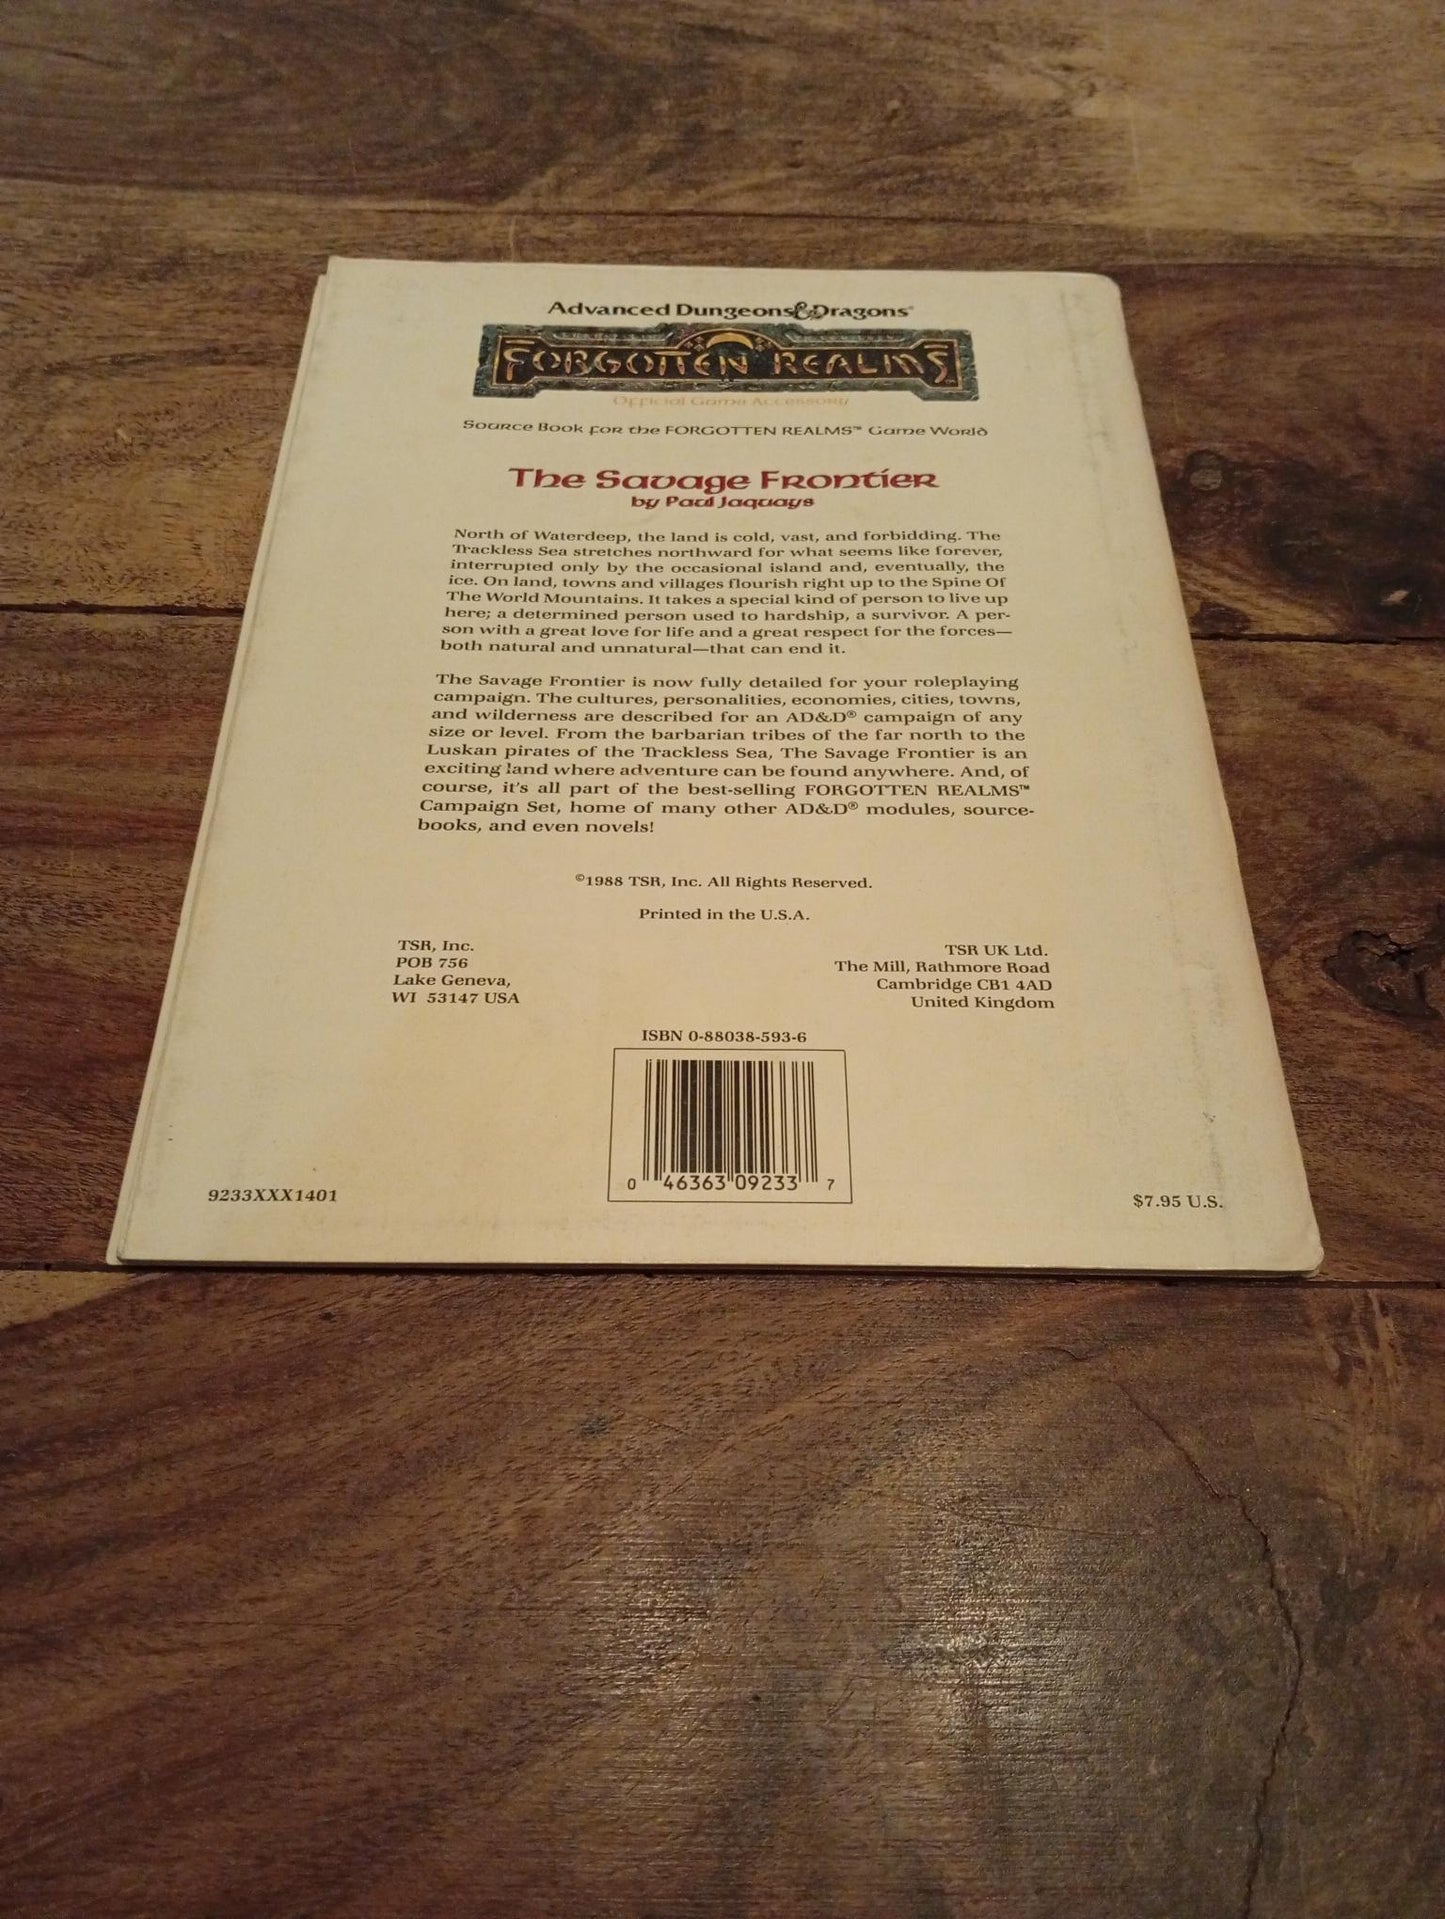 Advanced Dungeons & Dragons®
FORGOTTEN REALMS™
Official Game Accessory
Source Book for the FORGOTTEN REALMS™ Game World
The Savage Frontier
by Paul Jaquays
North of Waterdeep, the land is cold, vast, and forbidding. The
Trackless Sea stretches northward for what seems like forever,
interrupted only by the occasional island and, eventually, the
ice. On land, towns and villages flourish right up to the Spine Of
The World Mountains. It takes a special kind of person to live up
here; a determined person used to hardship, a survivor. A per-
son with a great love for life and a great respect for the forces—
both natural and unnatural—that can end it.
The Savage Frontier is now fully detailed for your roleplaying
campaign. The cultures, personalities, economies, cities, towns,
and wilderness are described for an AD&D® campaign of any
size or level. From the barbarian tribes of the far north to the
Luskan pirates of the Trackless Sea, The Savage Frontier is an
exciting land where adventure can be found anywhere. And, of
course, it's all part of the best-selling FORGOTTEN REALMS™
Campaign Set, home of many other AD&D® modules, source-
books, and even novels!
©1988 TSR, Inc. All Rights Reserved.
Printed in the U.S.A.
TSR, Inc.
POB 756
Lake Geneva,
WI 53147 USA
TSR UK Ltd.
The Mill, Rathmore Road
Cambridge CB1 4AD
United Kingdom
ISBN 0-88038-593-6
0 46363 09233 7
9233XXX1401
$7.95 U.S.